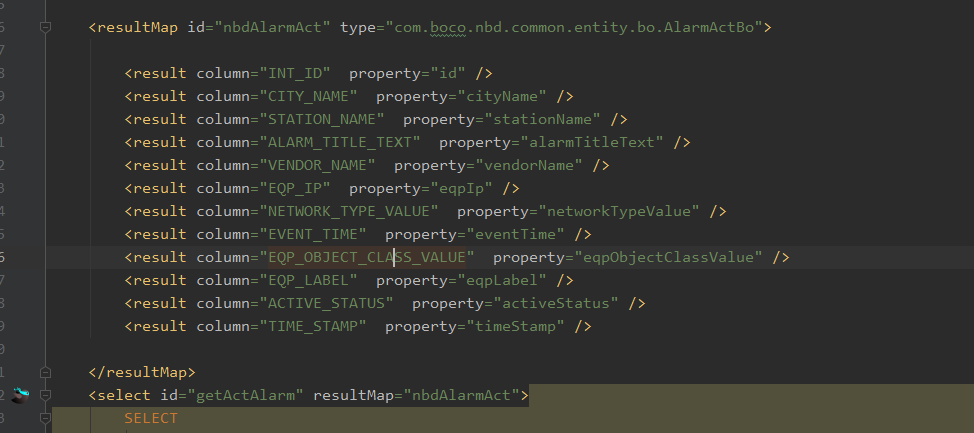 <resultMap id="nbdAlarmAct" type="com.boco.nbd.common.entity.bo.AlarmActBo">
<result column="INT_ID"  property="id" />
<result column="CITY_NAME"  property="cityName" />
<result column="STATION_NAME"  property="stationName" />
<result column="ALARM_TITLE_TEXT"  property="alarmTitleText" />
<result column="VENDOR_NAME"  property="vendorName" />
<result column="EQP_IP"  property="eqpIp" />
<result column="NETWORK_TYPE_VALUE"  property="networkTypeValue" />
<result column="EVENT_TIME"  property="eventTime" />
<result column="EQP_OBJECT_CLASS_VALUE"  property="eqpObjectClassValue" />
<result column="EQP_LABEL"  property="eqpLabel" />
<result column="ACTIVE_STATUS"  property="activeStatus" />
<result column="TIME_STAMP"  property="timeStamp" />
</resultMap>
<select id="getActAlarm" resultMap="nbdAlarmAct">
SELECT